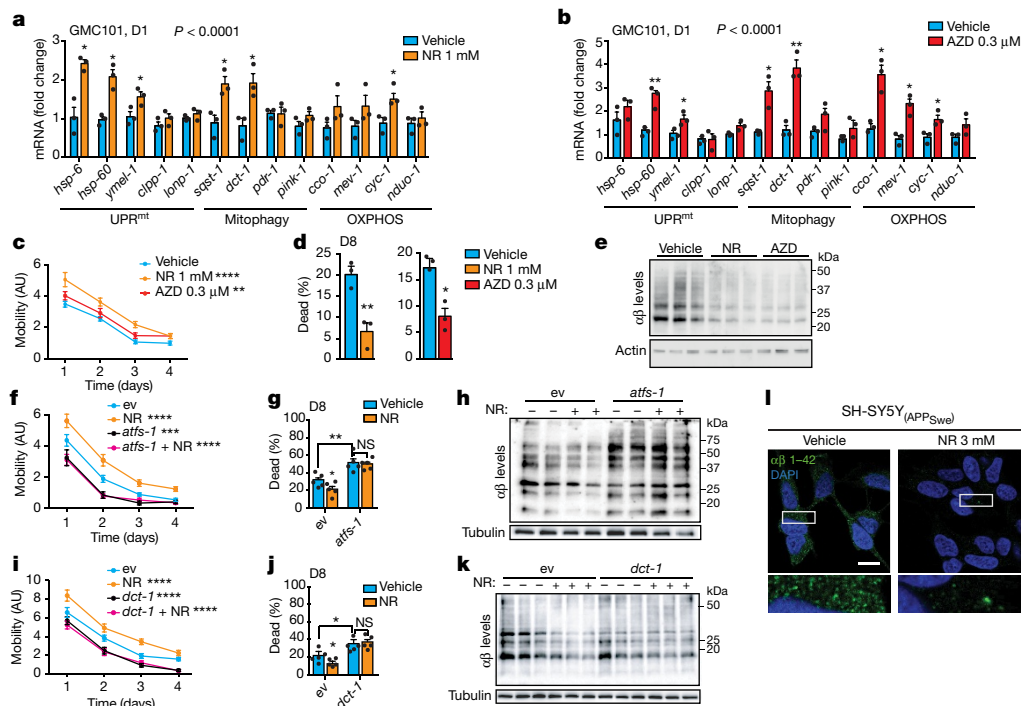 a
GMC101, D1 P < 0.0001
Vehicle
NR 1 mM
mRNA (fold change)
4
3
2
1
0
* * * * * *
hsp-6 hsp-60 ymel-1 clpp-1 lonp-1 sqst-1 dct-1 pdr-1 pink-1 cco-1 mev-1 cyc-1 nduo-1
UPRmt Mitophagy OXPHOS
b
GMC101, D1 P < 0.0001
Vehicle
AZD 0.3 μM
mRNA (fold change)
6
5
4
3
2
1
0
** * * ** * * *
hsp-6 hsp-60 ymel-1 clpp-1 lonp-1 sqst-1 dct-1 pdr-1 pink-1 cco-1 mev-1 cyc-1 nduo-1
UPRmt Mitophagy OXPHOS
c
Vehicle
NR 1 mM ****
AZD 0.3 μM **
Mobility (AU)
6
4
2
0
1 2 3 4
Time (days)
d
D8
Vehicle
NR 1 mM
AZD 0.3 μM
Dead (%)
25
20
15
10
5
0
**
20
15
10
5
0
*
e
Vehicle NR AZD
kDa
50
37
25
20
αβ levels
Actin
f
ev
NR ****
atfs-1 ***
atfs-1 + NR ****
Mobility (AU)
6
4
2
0
1 2 3 4
Time (days)
g
D8
Vehicle
NR
Dead (%)
100
80
60
40
20
0
** NS
*
ev atfs-1
h
ev atfs-1
NR: – – + + – – + +
kDa
75
50
37
25
20
αβ levels
Tubulin
i
ev
NR ****
dct-1 ****
dct-1 + NR ****
Mobility (AU)
10
8
6
4
2
0
1 2 3 4
Time (days)
j
D8
Vehicle
NR
Dead (%)
100
80
60
40
20
0
* NS
*
ev dct-1
k
ev dct-1
NR: – – – + + + – – – + + +
kDa
50
25
20
αβ levels
Tubulin
l
SH-SY5Y(APPSwe)
Vehicle NR 3 mM
αβ 1–42
DAPI